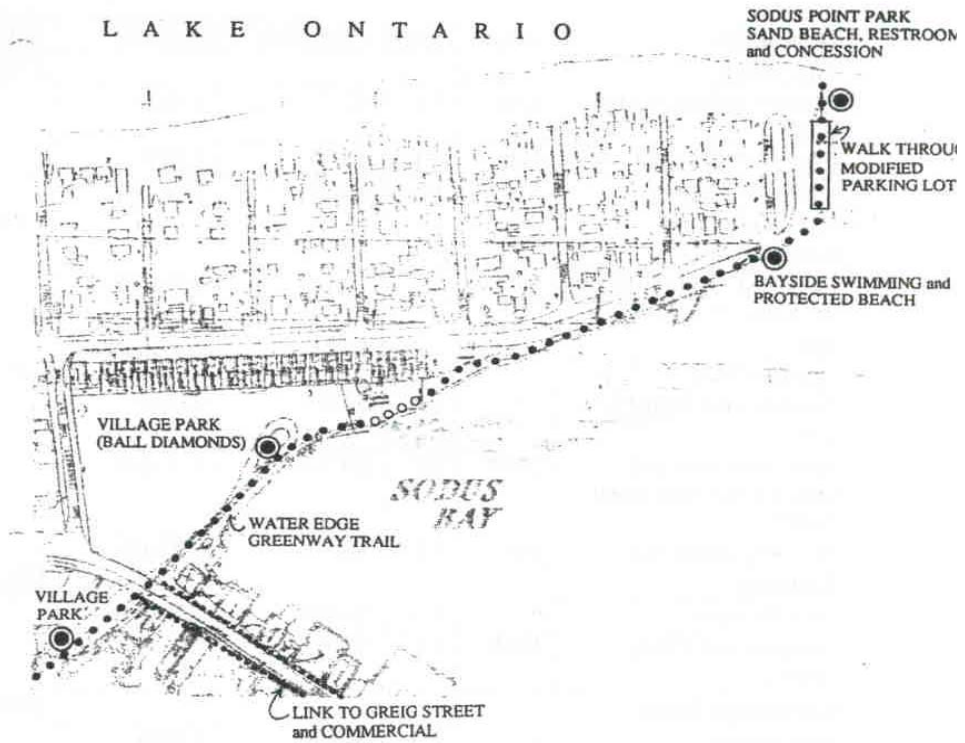 LAKE ONTARIO
SODUS POINT PARK
SAND BEACH, RESTROOM
and CONCESSION
WALK THROUG
MODIFIED
PARKING LOT
BAYSIDE SWIMMING and
PROTECTED BEACH
VILLAGE PARK
(BALL DIAMONDS)
SODUS
BAY
WATER EDGE
GREENWAY TRAIL
VILLAGE
PARK
LINK TO GREIG STREET
and COMMERCIAL